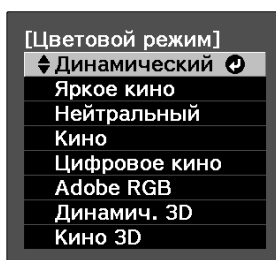 [Цветовой режим]
Динамический
Яркое кино
Нейтральный
Кино
Цифровое кино
Adobe RGB
Динамич. 3D
Кино 3D